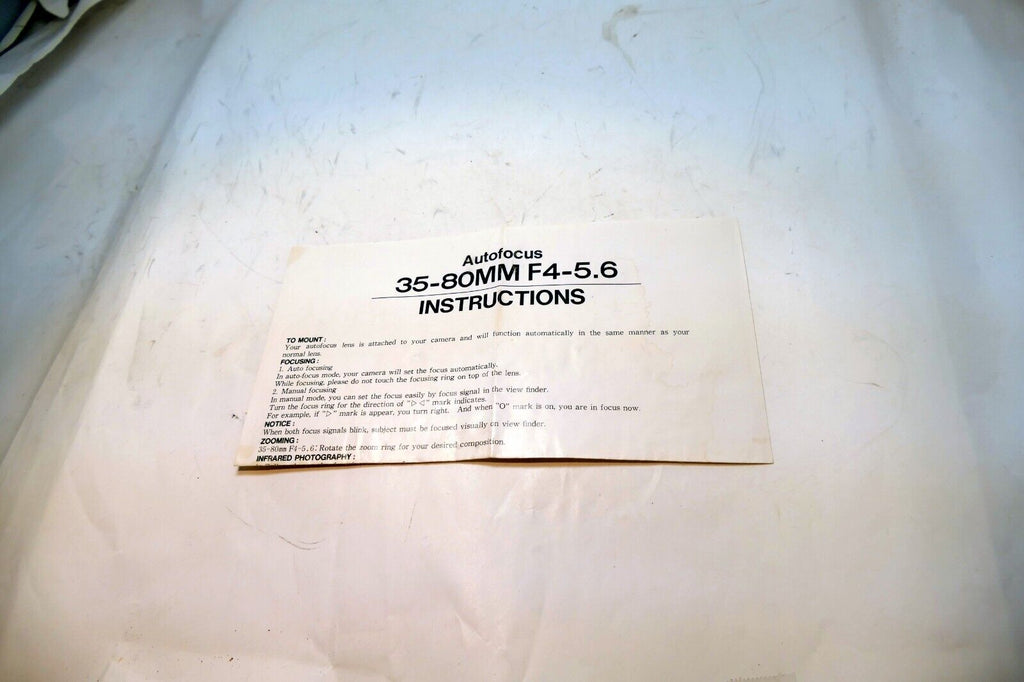 Autofocus
35-80MM F4-5.6
INSTRUCTIONS
TO MOUNT :
Your autofocus lens is attached to your camera and will function automatically in the same manner as your
normal lens.
FOCUSING :
1. Auto focusing
In auto-focus mode, your camera will set the focus automatically.
While focusing, please do not touch the focusing ring on top of the lens.
2. Manual focusing
In manual mode, you can set the focus easily by focus signal in the view finder.
Turn the focus ring for the direction of "▷◁" mark indicates.
For example, if "▷" mark is appear, you turn right. And when "O" mark is on, you are in focus now.
NOTICE :
When both focus signals blink, subject must be focused visually on view finder.
ZOOMING :
35-80mm F4-5.6: Rotate the zoom ring for your desired composition.
INFRARED PHOTOGRAPHY :